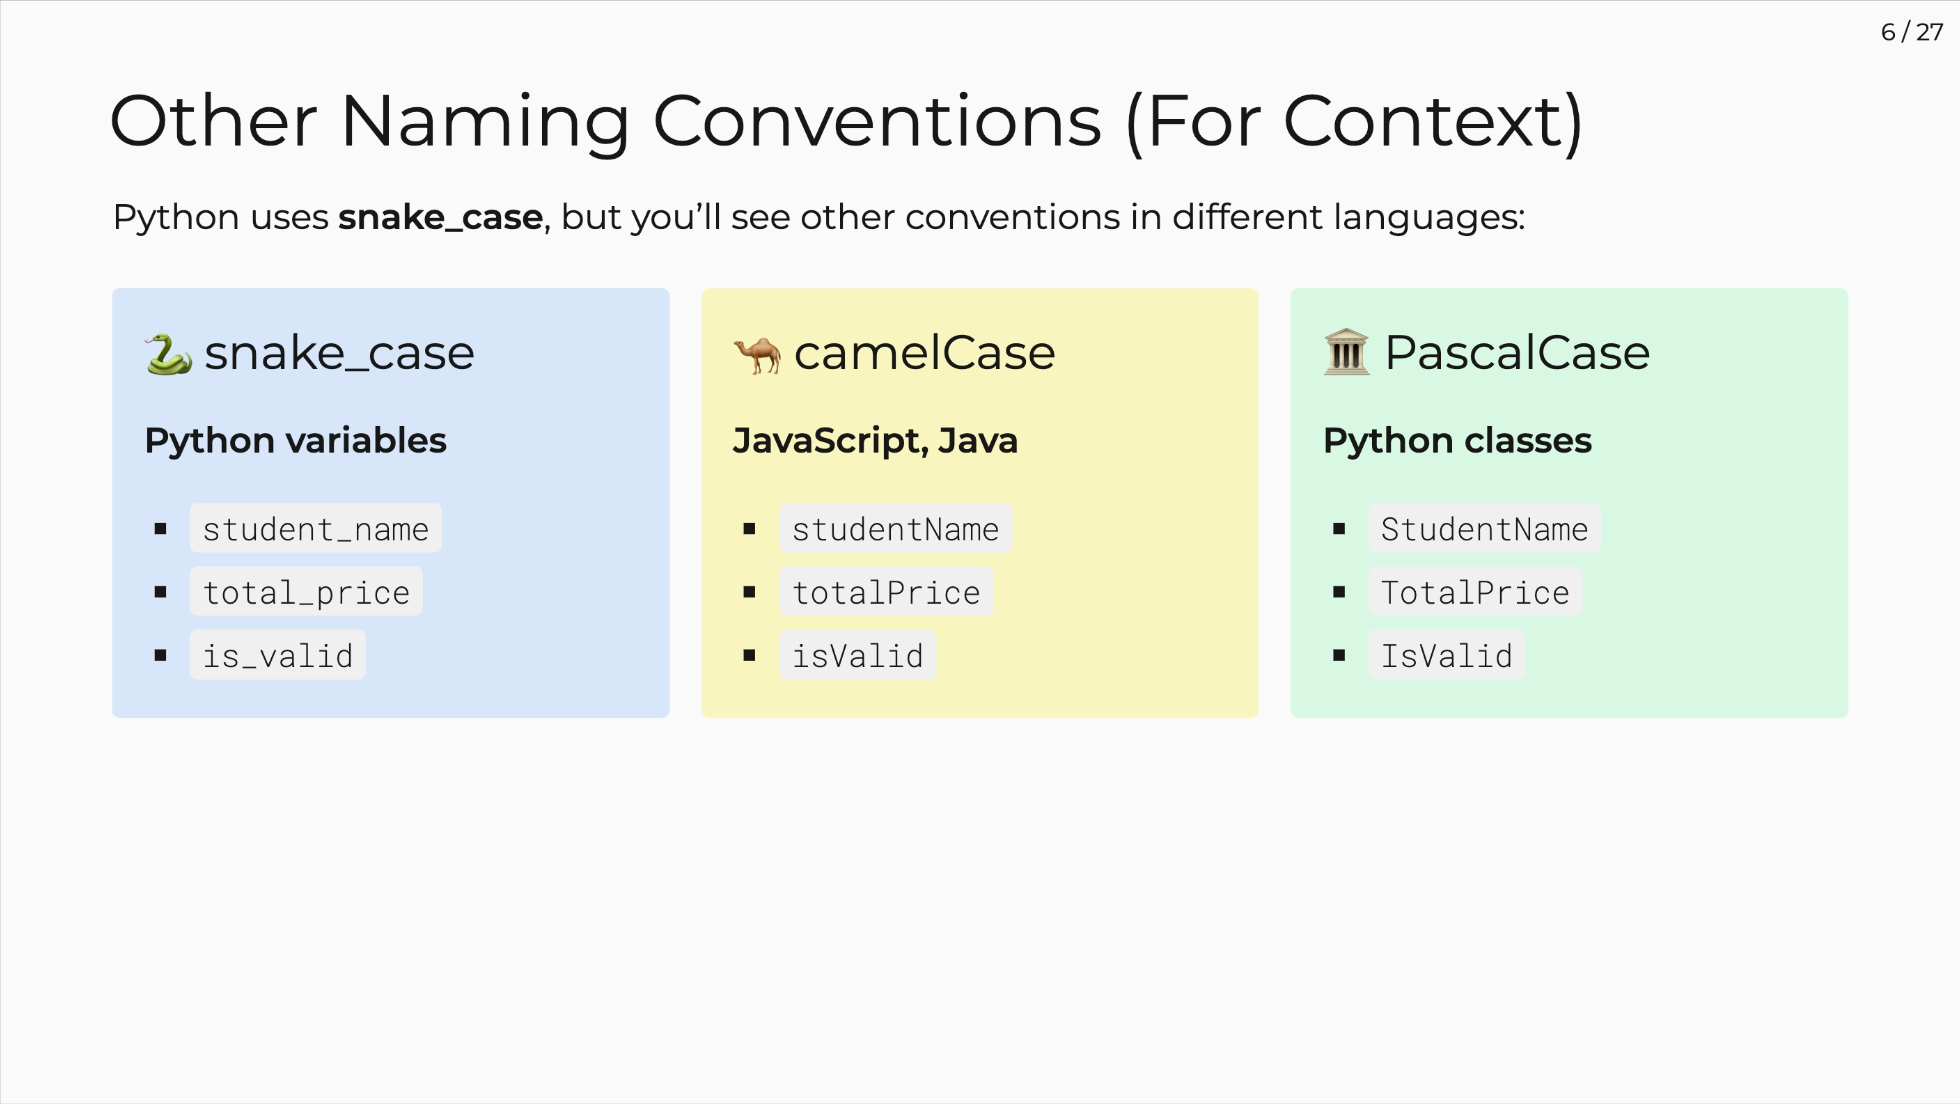 6 / 27
Other Naming Conventions (For Context)
Python uses snake_case, but you’ll see other conventions in different languages:
snake_case
Python variables
student_name
total_price
is_valid
camelCase
JavaScript, Java
studentName
totalPrice
isValid
PascalCase
Python classes
StudentName
TotalPrice
IsValid